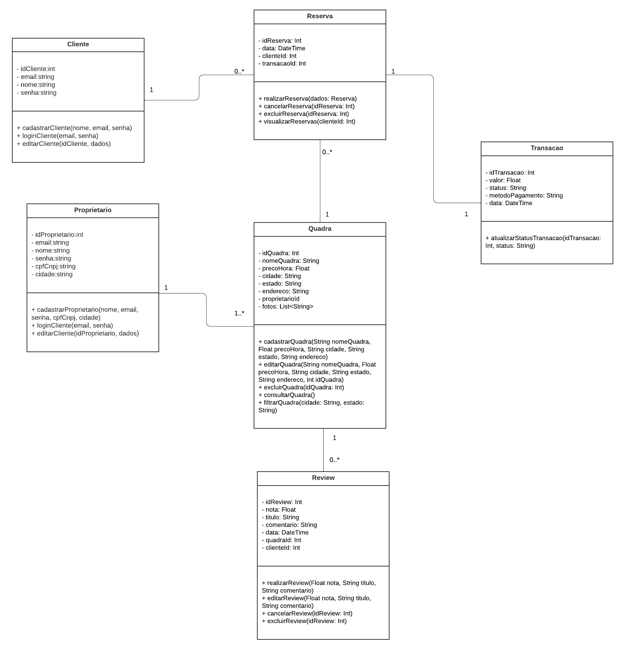 Reserva
- idReserva: Int
- data: DateTime
- clienteId: Int
- transacaoId: Int
+ realizarReserva(dados: Reserva)
+ cancelarReserva(idReserva: Int)
+ excluirReserva(idReserva: Int)
+ visualizarReservas(clienteId: Int)
Cliente
- idCliente:int
- email:string
- nome:string
- senha:string
+ cadastrarCliente(nome, email, senha)
+ loginCliente(email, senha)
+ editarCliente(idCliente, dados)
1
0..*
1
1
0..*
1
Transacao
- idTransacao: Int
- valor: Float
- status: String
- metodoPagamento: String
- data: DateTime
+ atualizarStatusTransacao(idTransacao:
Int, status: String)
Proprietario
- idProprietario:int
- email:string
- nome:string
- senha:string
- cpfCnpj:string
- cidade:string
+ cadastrarProprietario(nome, email,
senha, cpfCnpj, cidade)
+ loginCliente(email, senha)
+ editarCliente(idProprietario, dados)
1
1..*
Quadra
- idQuadra: Int
- nomeQuadra: String
- precoHora: Float
- cidade: String
- estado: String
- endereco: String
- proprietarioId
- fotos: List<String>
+ cadastrarQuadra(String nomeQuadra,
Float precoHora, String cidade, String
estado, String endereco)
+ editarQuadra(String nomeQuadra, Float
precoHora, String cidade, String estado,
String endereco, Int idQuadra)
+ excluirQuadra(idQuadra: Int)
+ consultarQuadra()
+ filtrarQuadra(cidade: String, estado:
String)
1
0..*
Review
- idReview: Int
- nota: Float
- titulo: String
- comentario: String
- data: DateTime
- quadraId: Int
- clienteId: Int
+ realizarReview(Float nota, String titulo,
String comentario)
+ editarReview(Float nota, String titulo,
String comentario)
+ cancelarReview(idReview: Int)
+ excluirReview(idReview: Int)